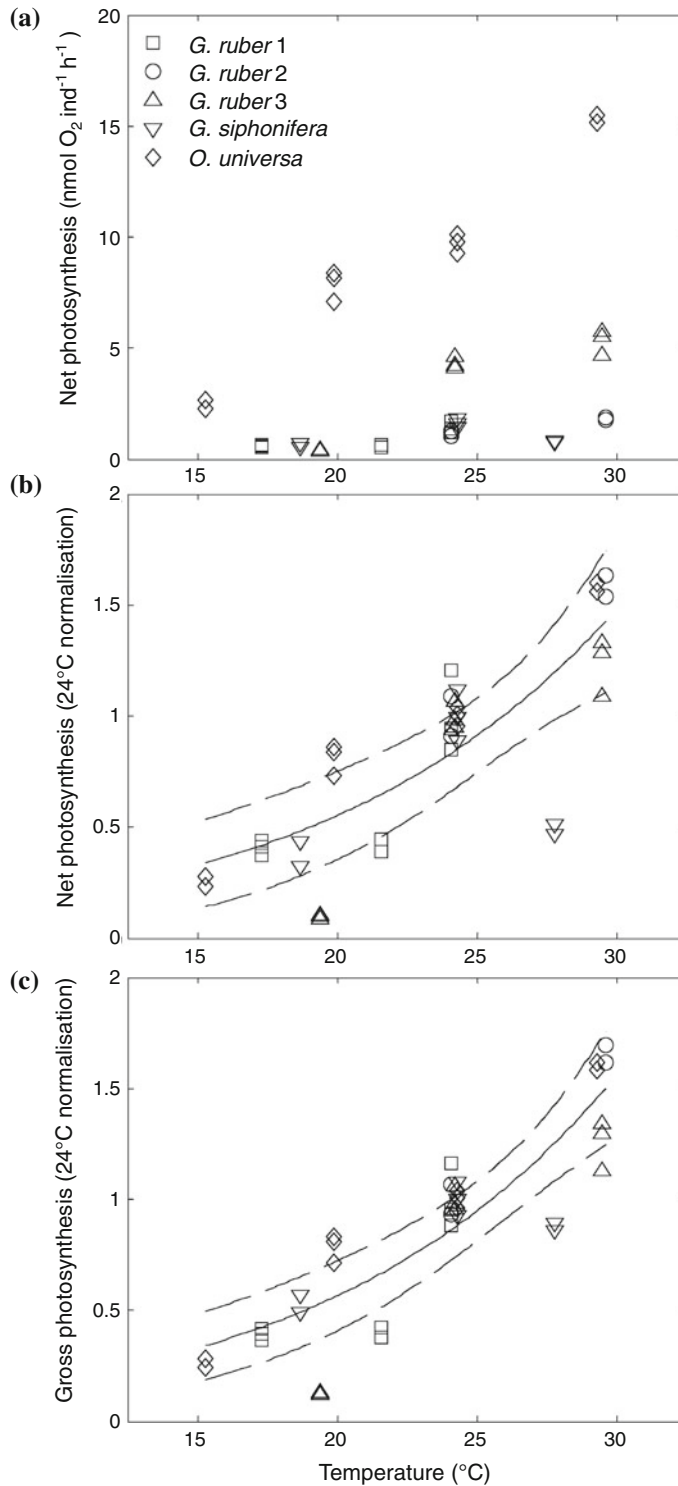 (a)
Net photosynthesis (nmol O₂ ind⁻¹ h⁻¹)
20
15
10
5
0
G. ruber 1
G. ruber 2
G. ruber 3
G. siphonifera
O. universa
15 20 25 30
(b)
Net photosynthesis (24°C normalisation)
2
1.5
1
0.5
0
15 20 25 30
(c)
Gross photosynthesis (24°C normalisation)
2
1.5
1
0.5
0
15 20 25 30
Temperature (°C)